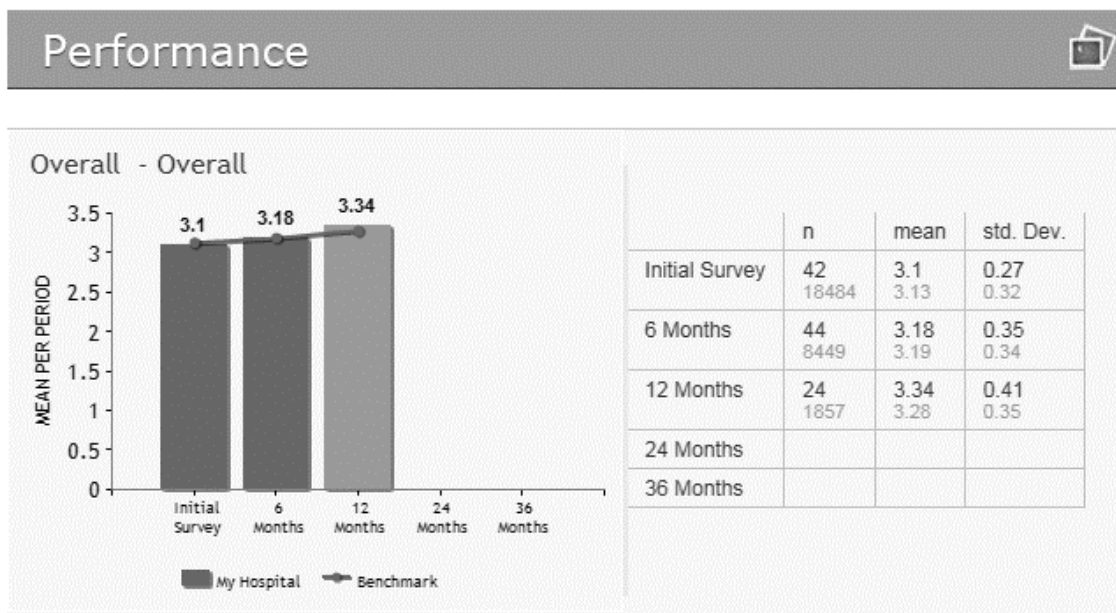 Performance
Overall - Overall
3.5
3
2.5
2
1.5
1
0.5
0
MEAN PER PERIOD
3.1
3.18
3.34
Initial Survey
6 Months
12 Months
24 Months
36 Months
My Hospital
Benchmark
n mean std. Dev.
Initial Survey 42 3.1 0.27
18484 3.13 0.32
6 Months 44 3.18 0.35
8449 3.19 0.34
12 Months 24 3.34 0.41
1857 3.28 0.35
24 Months
36 Months